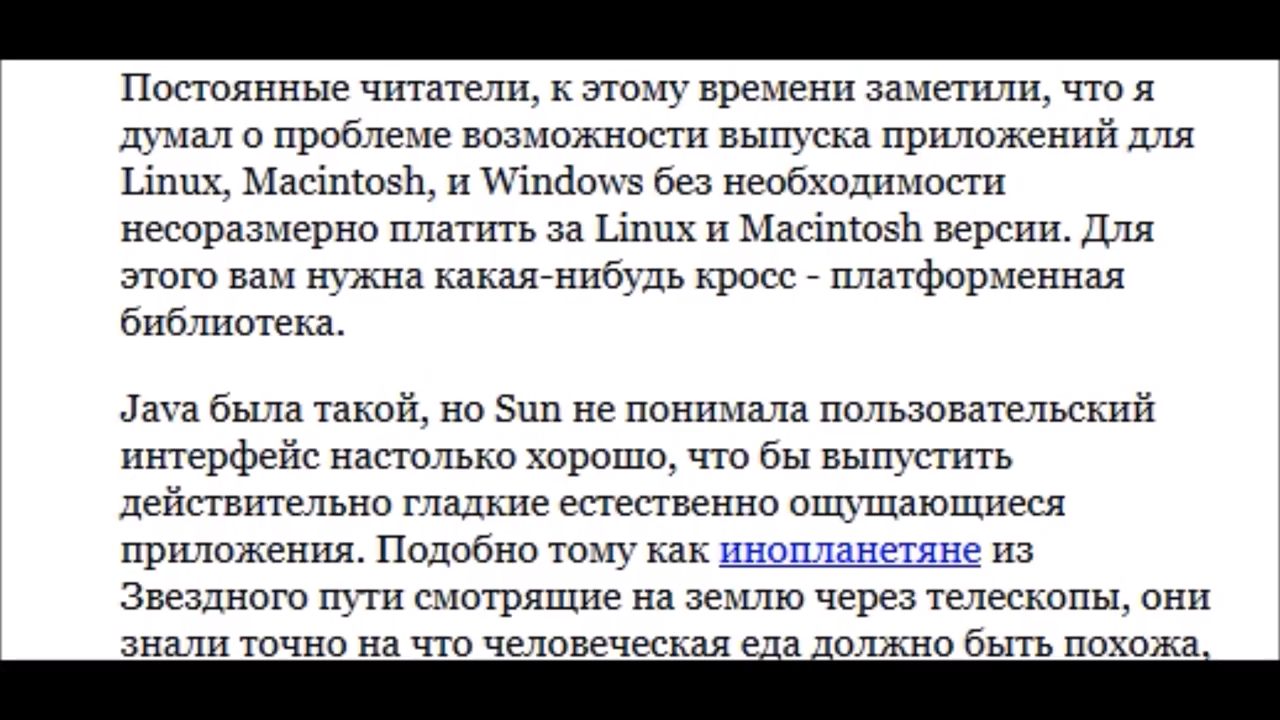 Постоянные читатели, к этому времени заметили, что я
думал о проблеме возможности выпуска приложений для
Linux, Macintosh, и Windows без необходимости
несоразмерно платить за Linux и Macintosh версии. Для
этого вам нужна какая-нибудь кросс - платформенная
библиотека.
Java была такой, но Sun не понимала пользовательский
интерфейс настолько хорошо, что бы выпустить
действительно гладкие естественно ощущающиеся
приложения. Подобно тому как инопланетяне из
Звездного пути смотрящие на землю через телескопы, они
знали точно на что человеческая еда должно быть похожа,